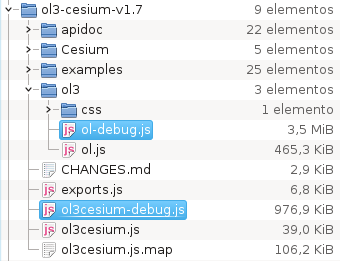 ol3-cesium-v1.7 9 elementos
apidoc 22 elementos
Cesium 5 elementos
examples 25 elementos
ol3 3 elementos
css 1 elemento
ol-debug.js 3,5 MiB
ol.js 465,3 KiB
CHANGES.md 2,9 KiB
exports.js 6,8 KiB
ol3cesium-debug.js 976,9 KiB
ol3cesium.js 39,0 KiB
ol3cesium.js.map 106,2 KiB